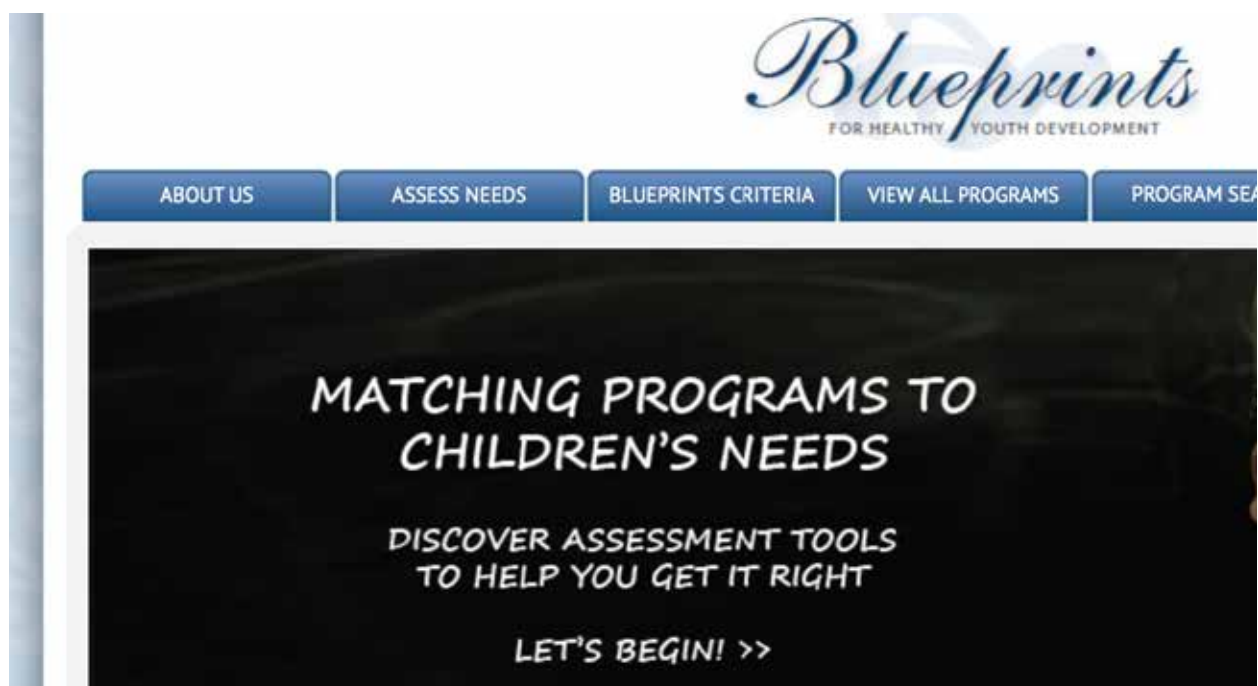 Blueprints
FOR HEALTHY YOUTH DEVELOPMENT
ABOUT US ASSESS NEEDS BLUEPRINTS CRITERIA VIEW ALL PROGRAMS PROGRAM
MATCHING PROGRAMS TO
CHILDREN'S NEEDS
DISCOVER ASSESSMENT TOOLS
TO HELP YOU GET IT RIGHT
LET'S BEGIN! >>